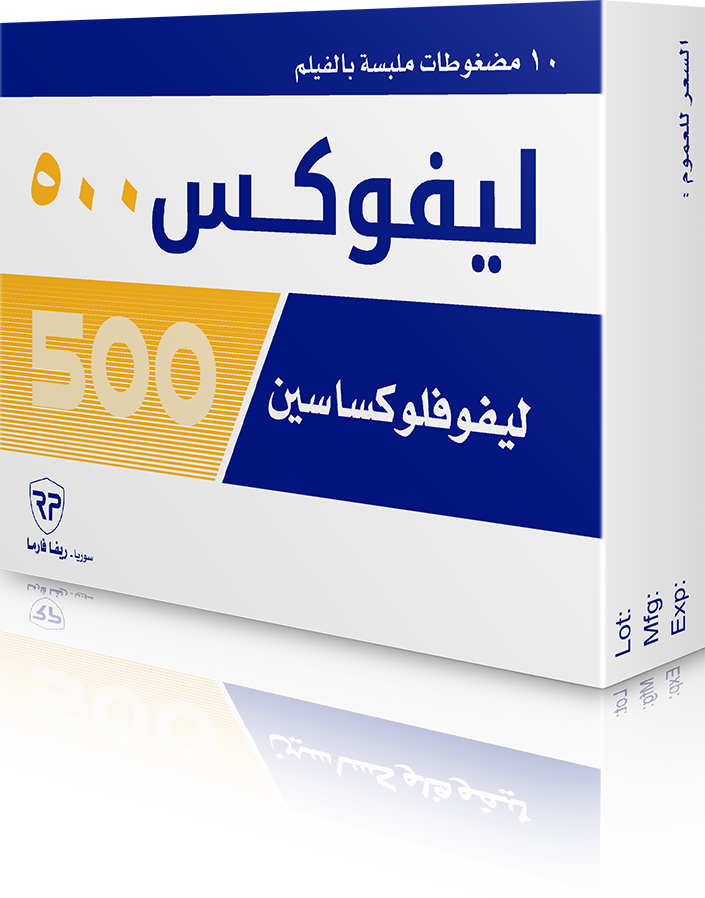 ١٠ مضغوطات ملبسة بالفيلم
ليفوكس ٥٠٠
500
ليفوفلوكساسين
RP
سوريا - ريفا فارما
السعر للعموم :
Lot:
Mfg:
Exp: